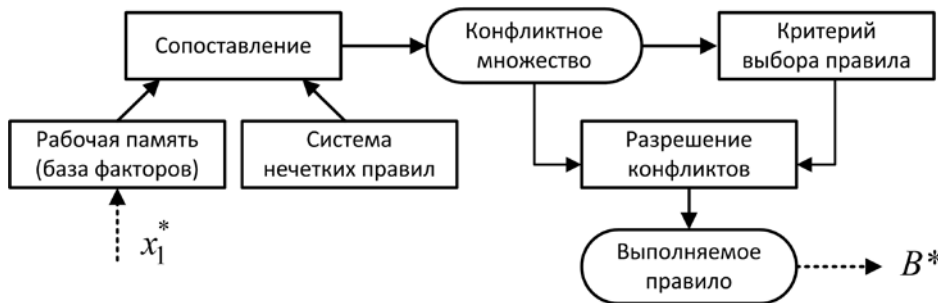 Сопоставление
Конфликтное
множество
Критерий
выбора правила
Рабочая память
(база факторов)
Система
нечетких правил
Разрешение
конфликтов
x₁*
Выполняемое
правило
B*